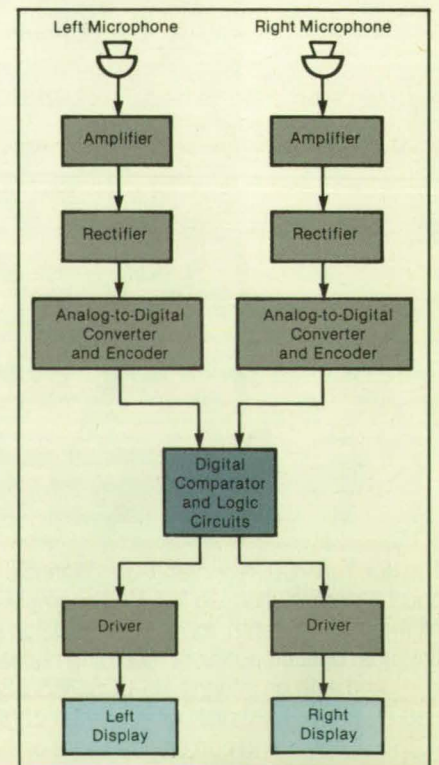 Left Microphone
Right Microphone
Amplifier
Amplifier
Rectifier
Rectifier
Analog-to-Digital
Converter
and Encoder
Analog-to-Digital
Converter
and Encoder
Digital
Comparator
and Logic
Circuits
Driver
Driver
Left
Display
Right
Display